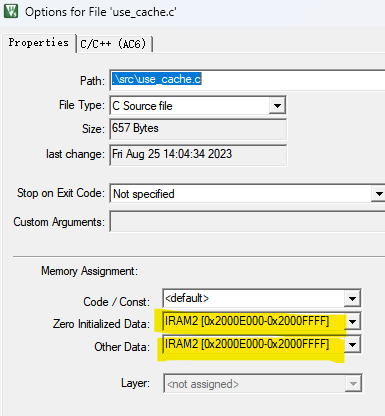 Options for File 'use_cache.c'
Properties C/C++ (AC6)
Path: .\src\use_cache.c
File Type: C Source file
Size: 657 Bytes
last change: Fri Aug 25 14:04:34 2023
Stop on Exit Code: Not specified
Custom Arguments:
Memory Assignment:
Code / Const: <default>
Zero Initialized Data: IRAM2 [0x2000E000-0x2000FFFF]
Other Data: IRAM2 [0x2000E000-0x2000FFFF]
Layer: <not assigned>